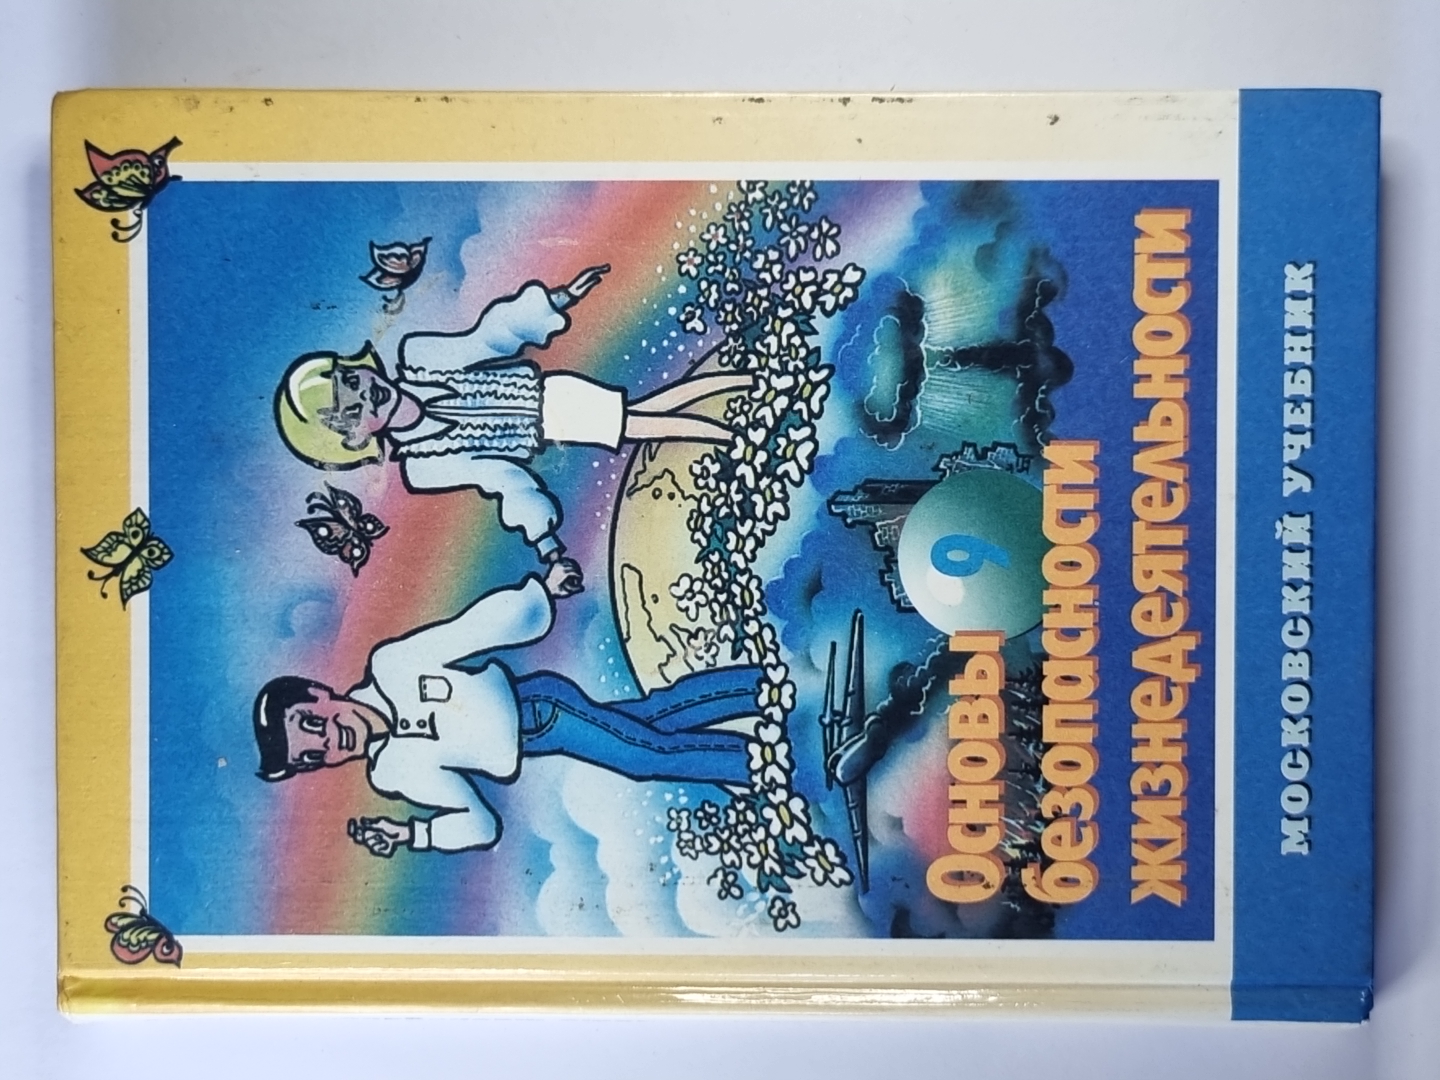 9
Основы
безопасности
жизнедеятельности
МОСКОВСКИЙ УЧЕБНИК